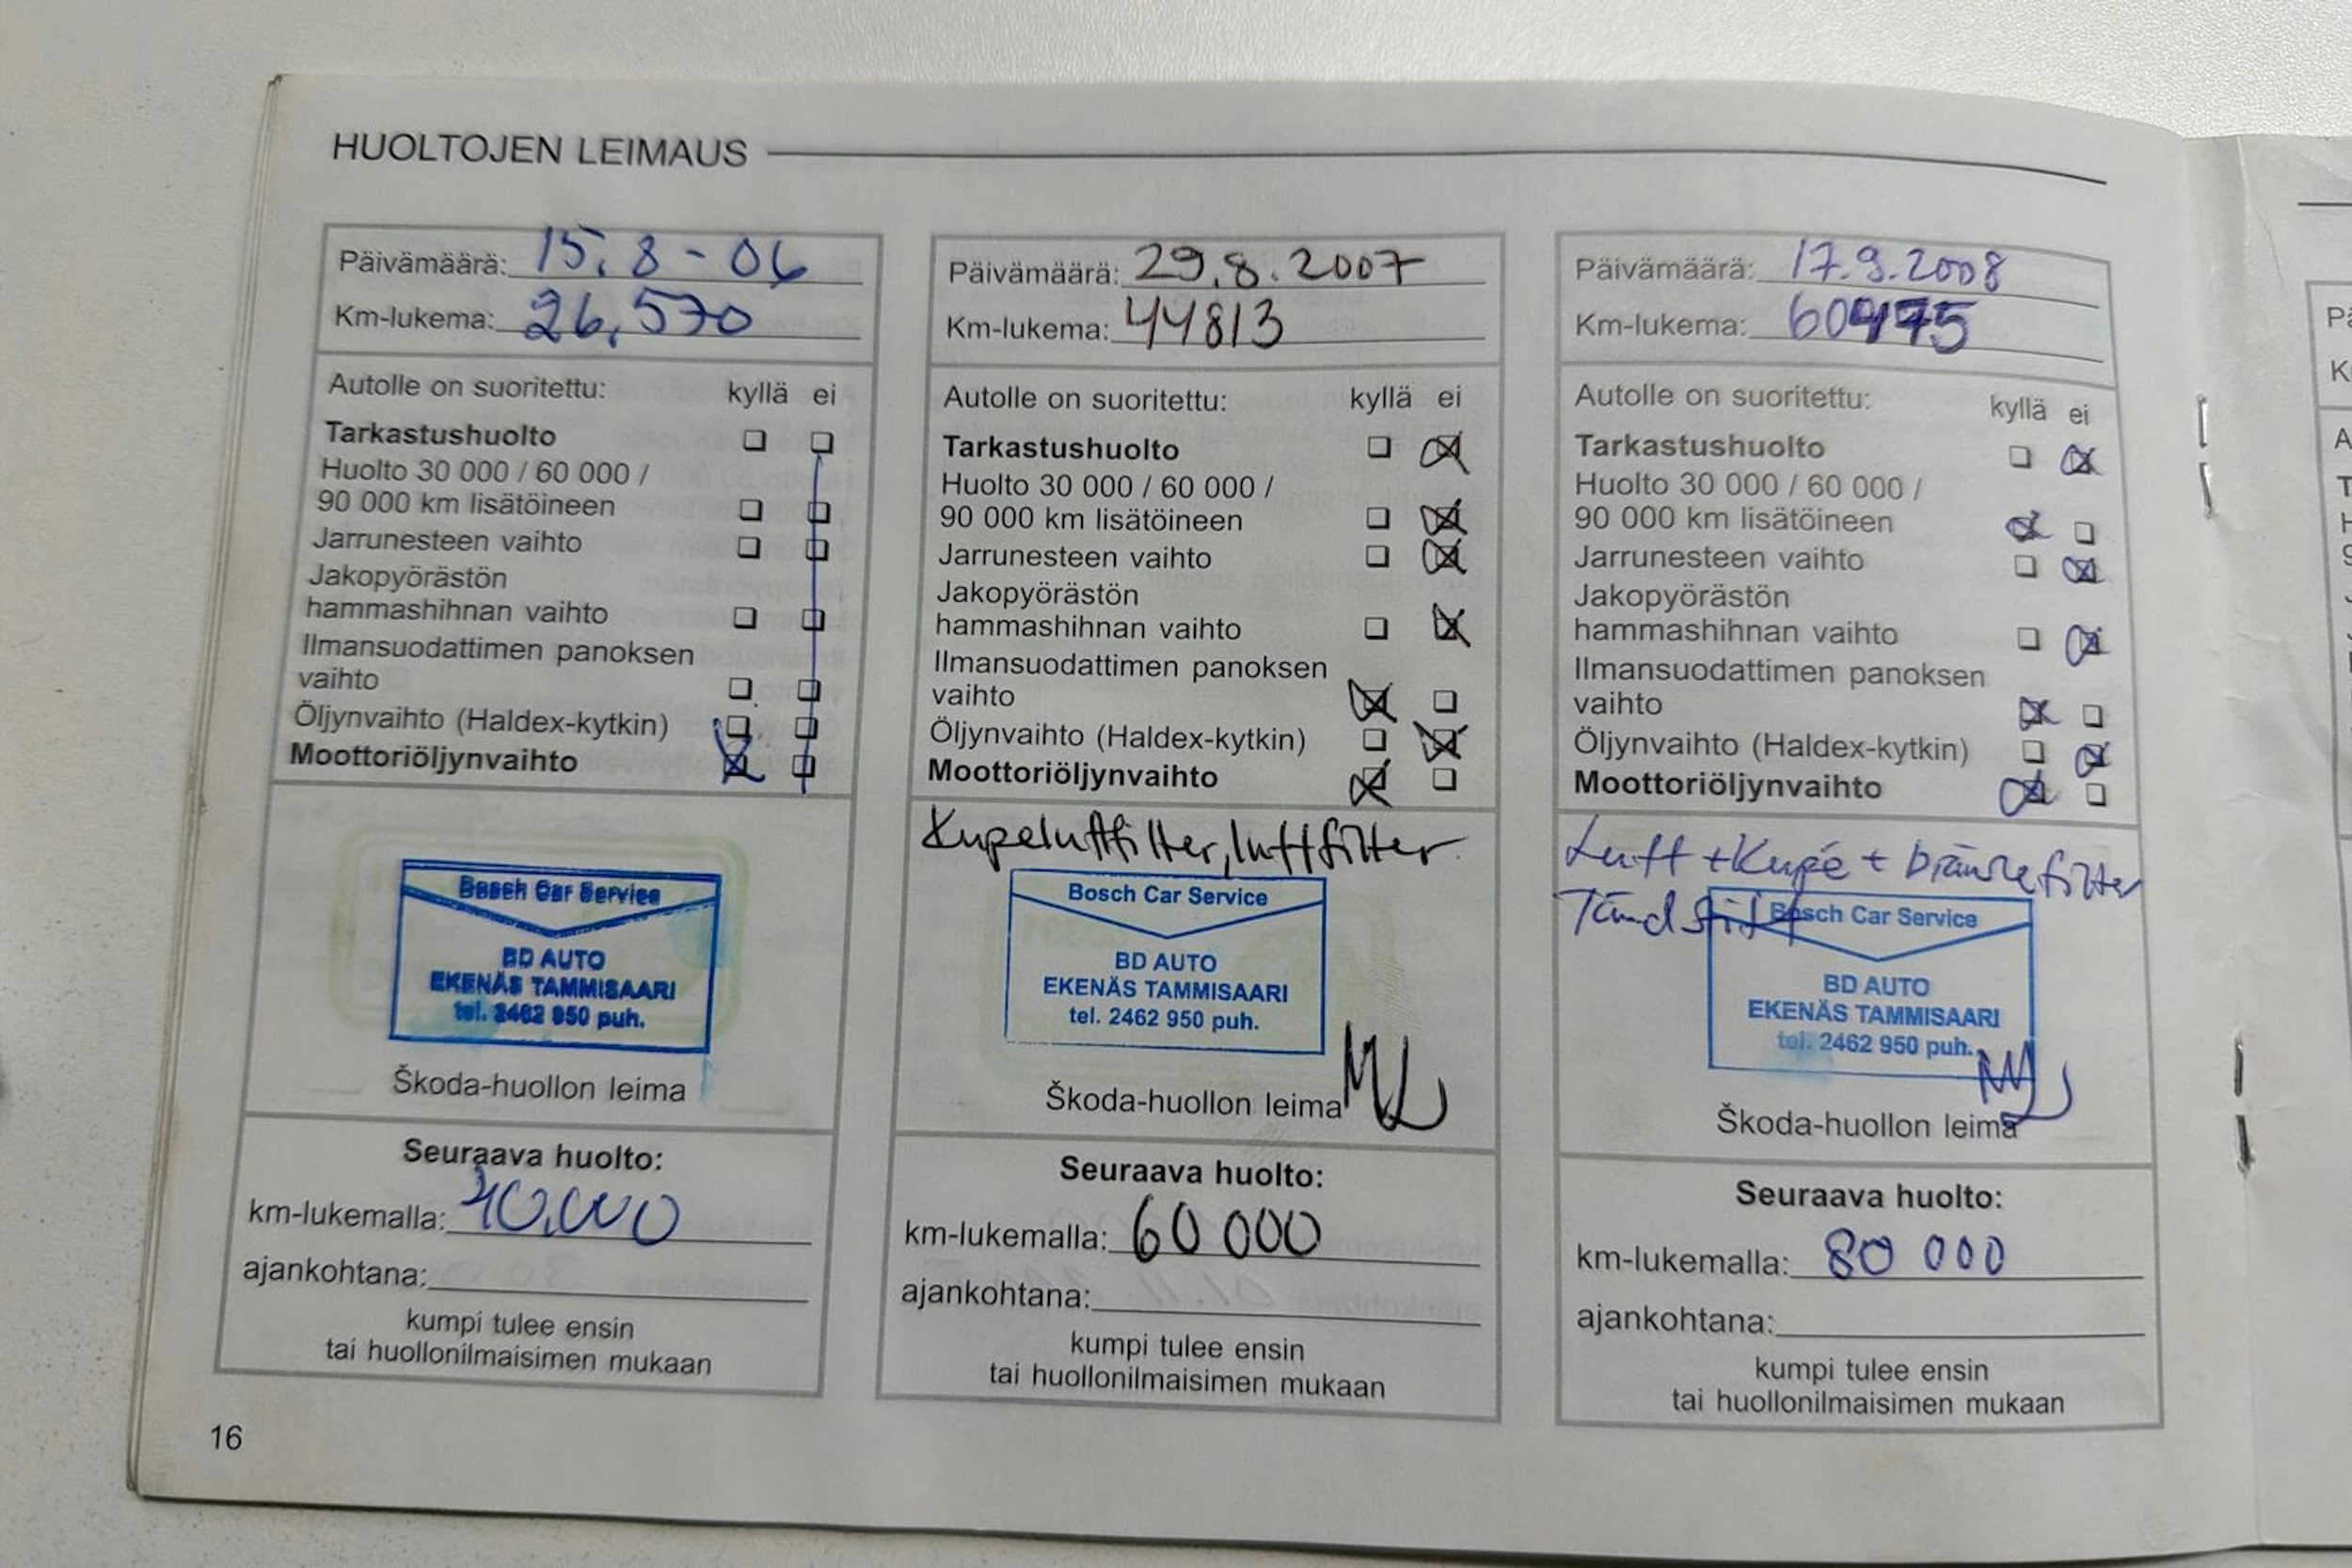 HUOLTOJEN LEIMAUS
Päivämäärä: 15.8-06
Km-lukema: 26,570
Autolle on suoritettu: kyllä ei
Tarkastushuolto
Huolto 30 000 / 60 000 /
90 000 km lisätöineen
Jarrunesteen vaihto
Jakopyörästön
hammashihnan vaihto
Ilmansuodattimen panoksen
vaihto
Öljynvaihto (Haldex-kytkin)
Moottoriöljynvaihto
Bosch Car Service
BD AUTO
EKENÄS TAMMISAARI
tel. 2462 950 puh.
Škoda-huollon leima
Seuraava huolto:
km-lukemalla: 40,000
ajankohtana:
kumpi tulee ensin
tai huollonilmaisimen mukaan
16
Päivämäärä: 29.8.2007
Km-lukema: 44813
Autolle on suoritettu: kyllä ei
Tarkastushuolto
Huolto 30 000 / 60 000 /
90 000 km lisätöineen
Jarrunesteen vaihto
Jakopyörästön
hammashihnan vaihto
Ilmansuodattimen panoksen
vaihto
Öljynvaihto (Haldex-kytkin)
Moottoriöljynvaihto
Kupeluftfilter, luftfilter
Bosch Car Service
BD AUTO
EKENÄS TAMMISAARI
tel. 2462 950 puh.
Škoda-huollon leima
Seuraava huolto:
km-lukemalla: 60 000
ajankohtana:
kumpi tulee ensin
tai huollonilmaisimen mukaan
Päivämäärä: 17.9.2008
Km-lukema: 60475
Autolle on suoritettu: kyllä ei
Tarkastushuolto
Huolto 30 000 / 60 000 /
90 000 km lisätöineen
Jarrunesteen vaihto
Jakopyörästön
hammashihnan vaihto
Ilmansuodattimen panoksen
vaihto
Öljynvaihto (Haldex-kytkin)
Moottoriöljynvaihto
Luft + Kupé + bränslefilter
Tändstift
Bosch Car Service
BD AUTO
EKENÄS TAMMISAARI
tel. 2462 950 puh.
Škoda-huollon leima
Seuraava huolto:
km-lukemalla: 80 000
ajankohtana:
kumpi tulee ensin
tai huollonilmaisimen mukaan